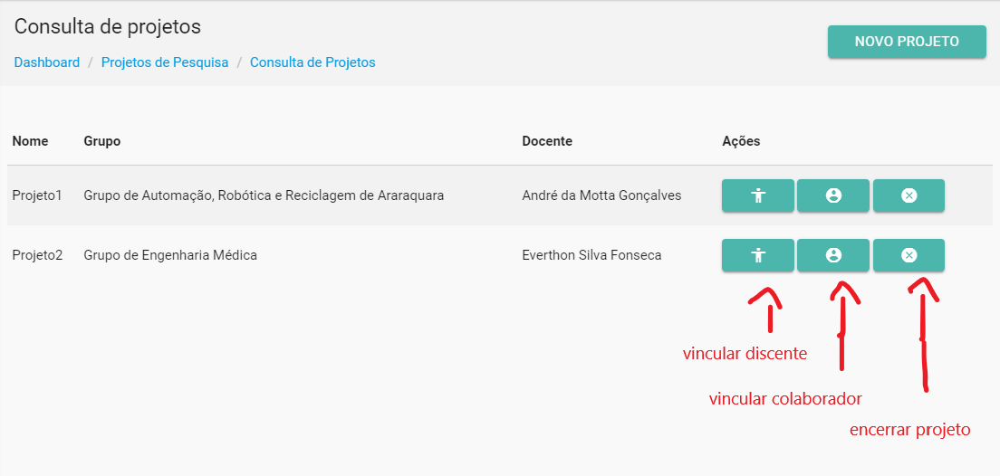 Consulta de projetos
NOVO PROJETO
Dashboard / Projetos de Pesquisa / Consulta de Projetos
Nome Grupo Docente Ações
Projeto1 Grupo de Automação, Robótica e Reciclagem de Araraquara André da Motta Gonçalves
Projeto2 Grupo de Engenharia Médica Everthon Silva Fonseca
vincular discente
vincular colaborador
encerrar projeto